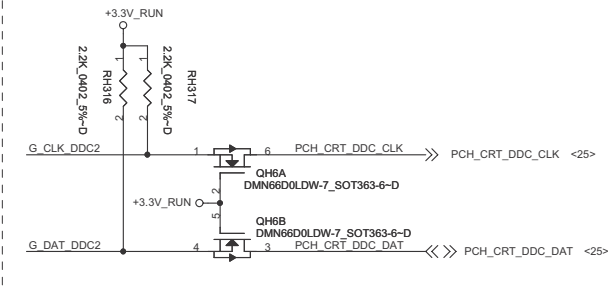 +3.3V_RUN
2.2K_0402_5%~D
RH316
2.2K_0402_5%~D
RH317
1
1
2
2
G_CLK_DDC2
1
6
PCH_CRT_DDC_CLK
PCH_CRT_DDC_CLK <25>
QH6A
DMN66D0LDW-7_SOT363-6~D
2
+3.3V_RUN
5
QH6B
DMN66D0LDW-7_SOT363-6~D
G_DAT_DDC2
4
3
PCH_CRT_DDC_DAT
PCH_CRT_DDC_DAT <25>